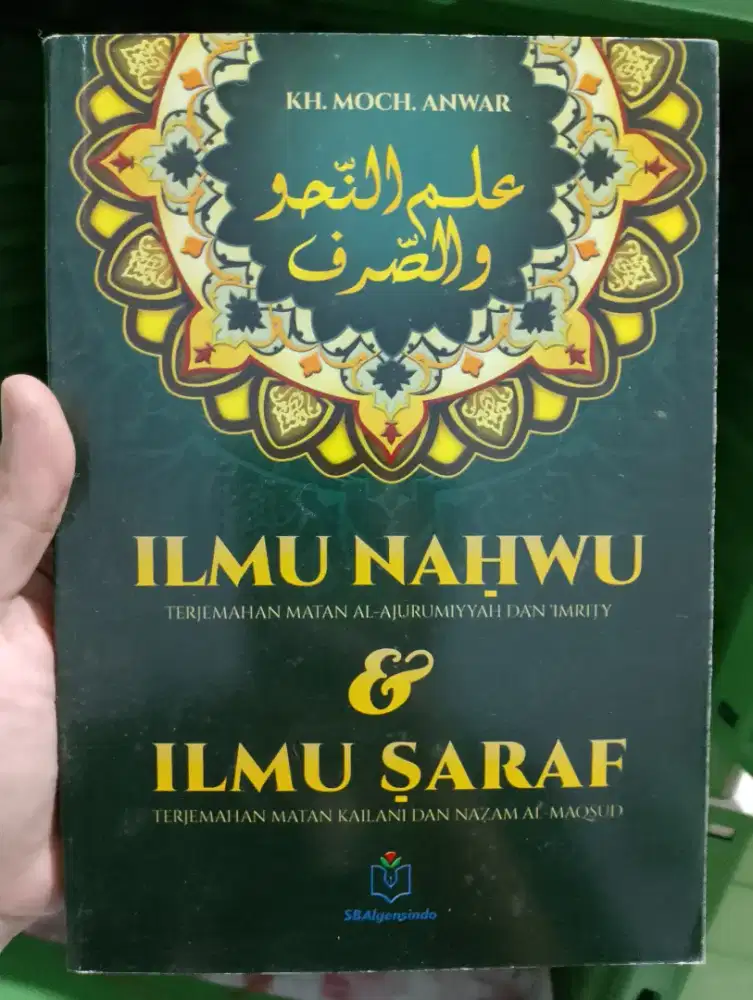 KH. MOCH. ANWAR
علم النّحو
والصّرف
ILMU NAḤWU
TERJEMAHAN MATAN AL-AJURUMIYYAH DAN 'IMRIṬY
&
ILMU ṢARAF
TERJEMAHAN MATAN KAILANI DAN NAẒAM AL-MAQSUD
SBAlgensindo